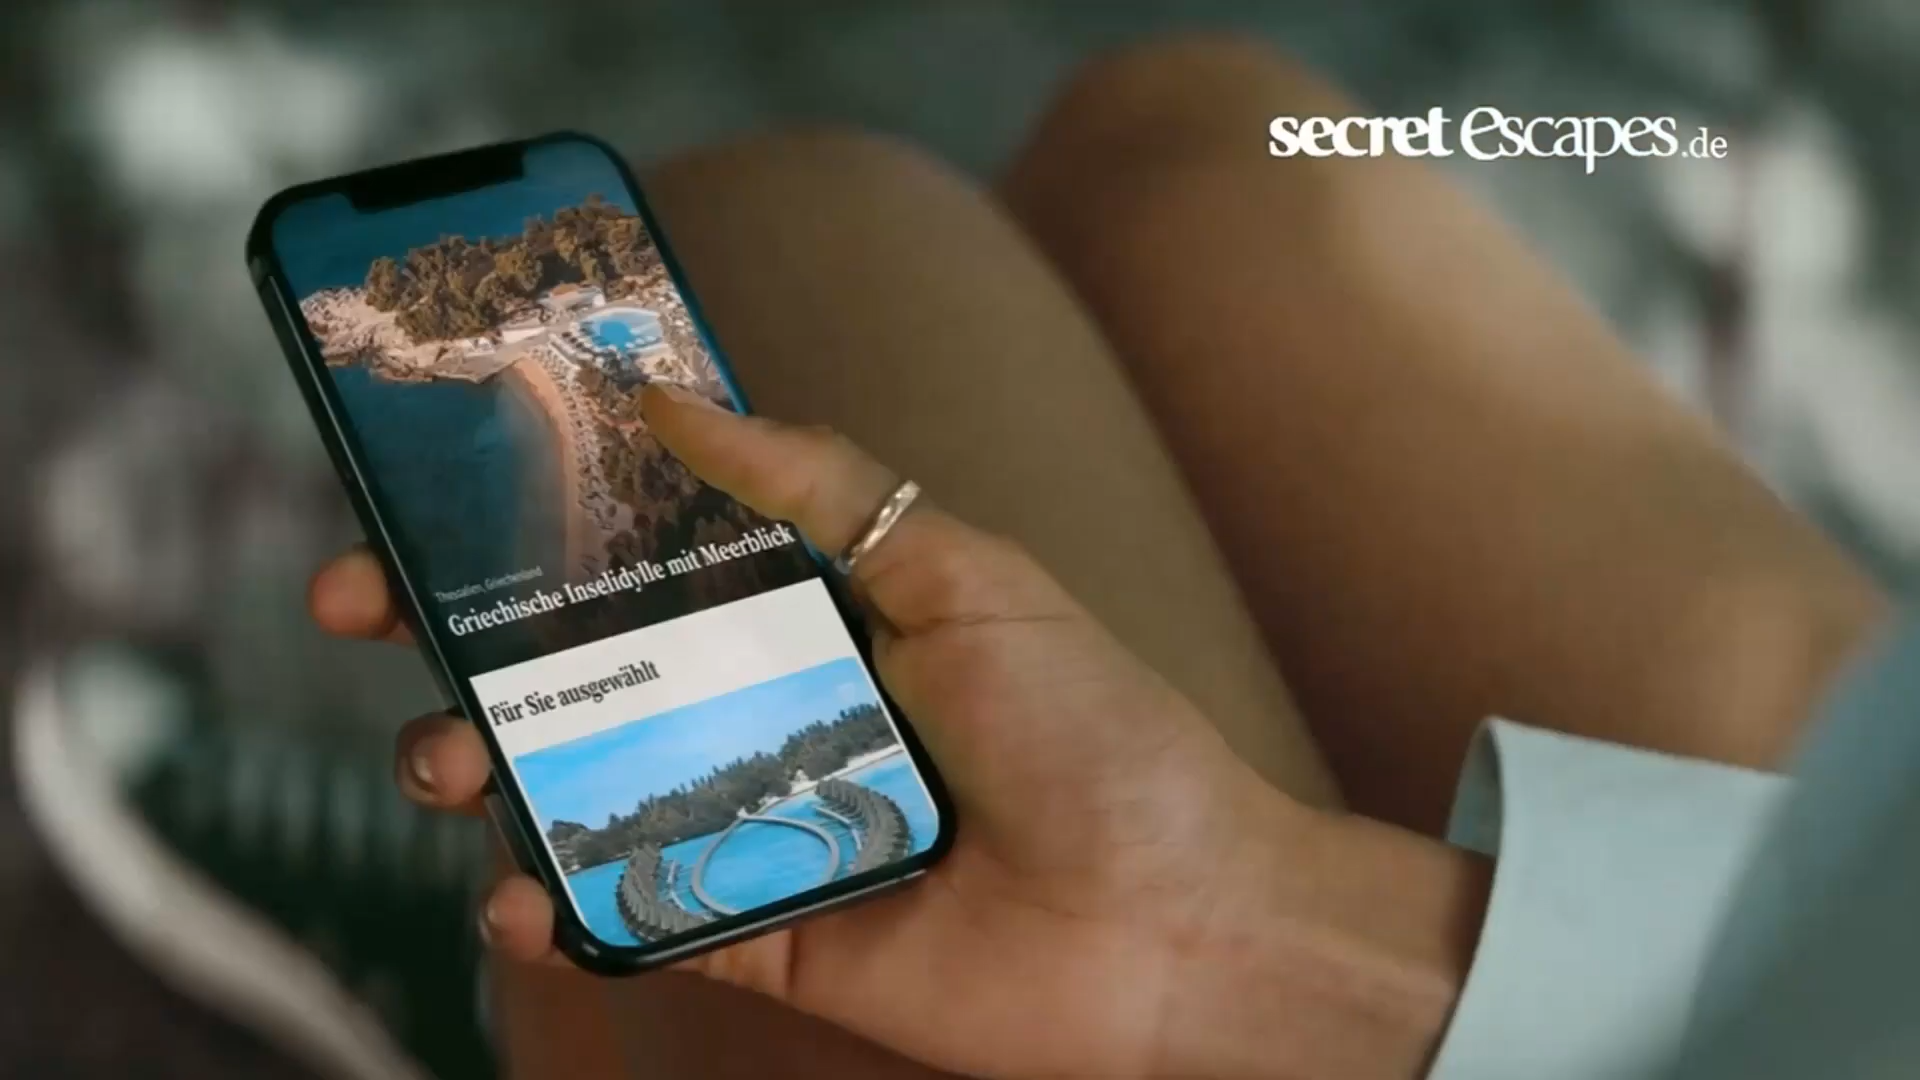 secret escapes.de
Thessalien, Griechenland
Griechische Inselidylle mit Meerblick
Für Sie ausgewählt